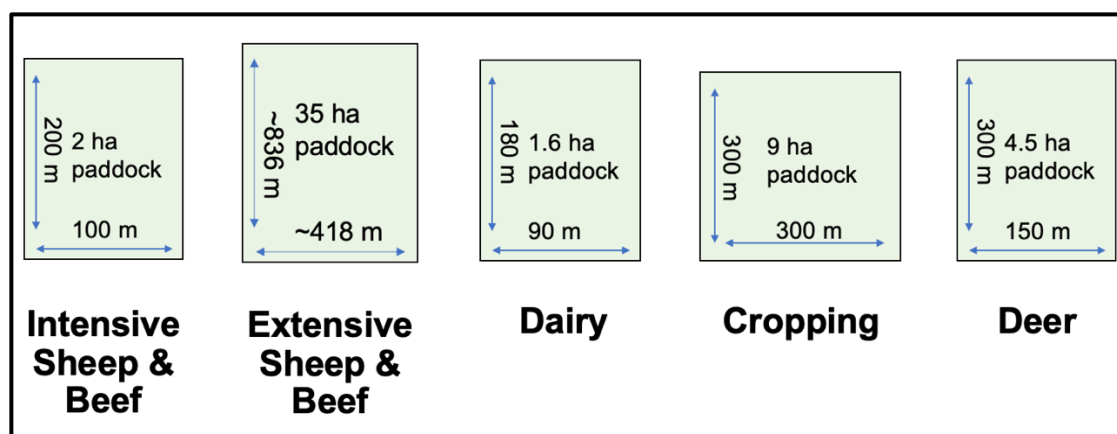 200 m
2 ha
paddock
100 m
Intensive
Sheep &
Beef
~836 m
35 ha
paddock
~418 m
Extensive
Sheep &
Beef
180 m
1.6 ha
paddock
90 m
Dairy
300 m
9 ha
paddock
300 m
Cropping
300 m
4.5 ha
paddock
150 m
Deer